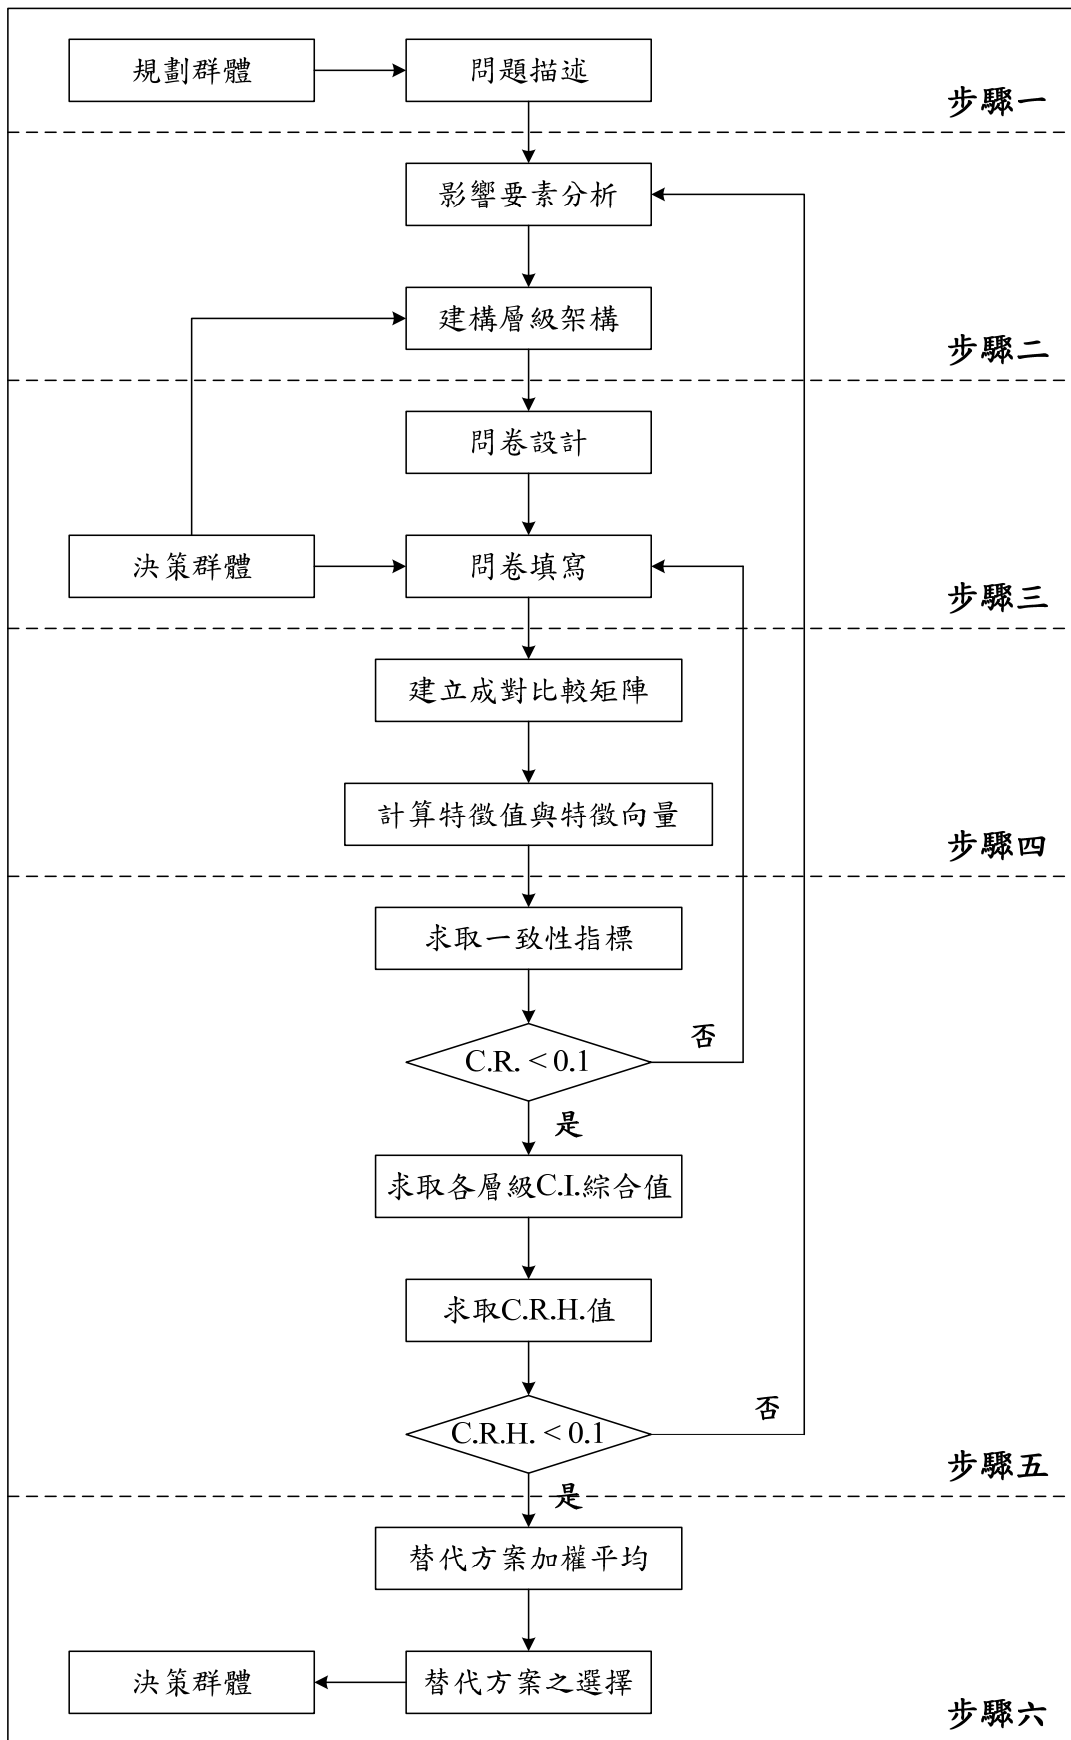 規劃群體
問題描述
步驟一
影響要素分析
建構層級架構
步驟二
問卷設計
決策群體
問卷填寫
步驟三
建立成對比較矩陣
計算特徵值與特徵向量
步驟四
求取一致性指標
C.R. < 0.1
否
是
求取各層級C.I.綜合值
求取C.R.H.值
C.R.H. < 0.1
否
步驟五
是
替代方案加權平均
決策群體
替代方案之選擇
步驟六